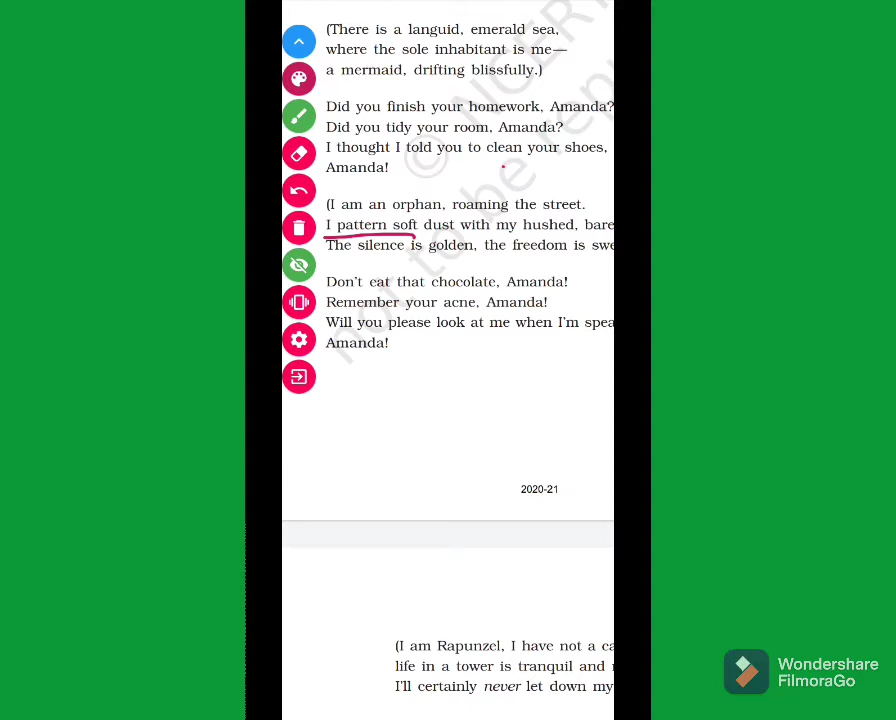 (There is a languid, emerald sea,
where the sole inhabitant is me—
a mermaid, drifting blissfully.)
Did you finish your homework, Amanda?
Did you tidy your room, Amanda?
I thought I told you to clean your shoes,
Amanda!
(I am an orphan, roaming the street.
I pattern soft dust with my hushed, bare
The silence is golden, the freedom is
Don't eat that chocolate, Amanda!
Remember your acne, Amanda!
Will you please look at me when I'm
Amanda!
2020-21
(I am Rapunzel, I have not a
life in a tower is tranquil and
I'll certainly never let down my
© NCERT
not to be
Wondershare
FilmoraGo